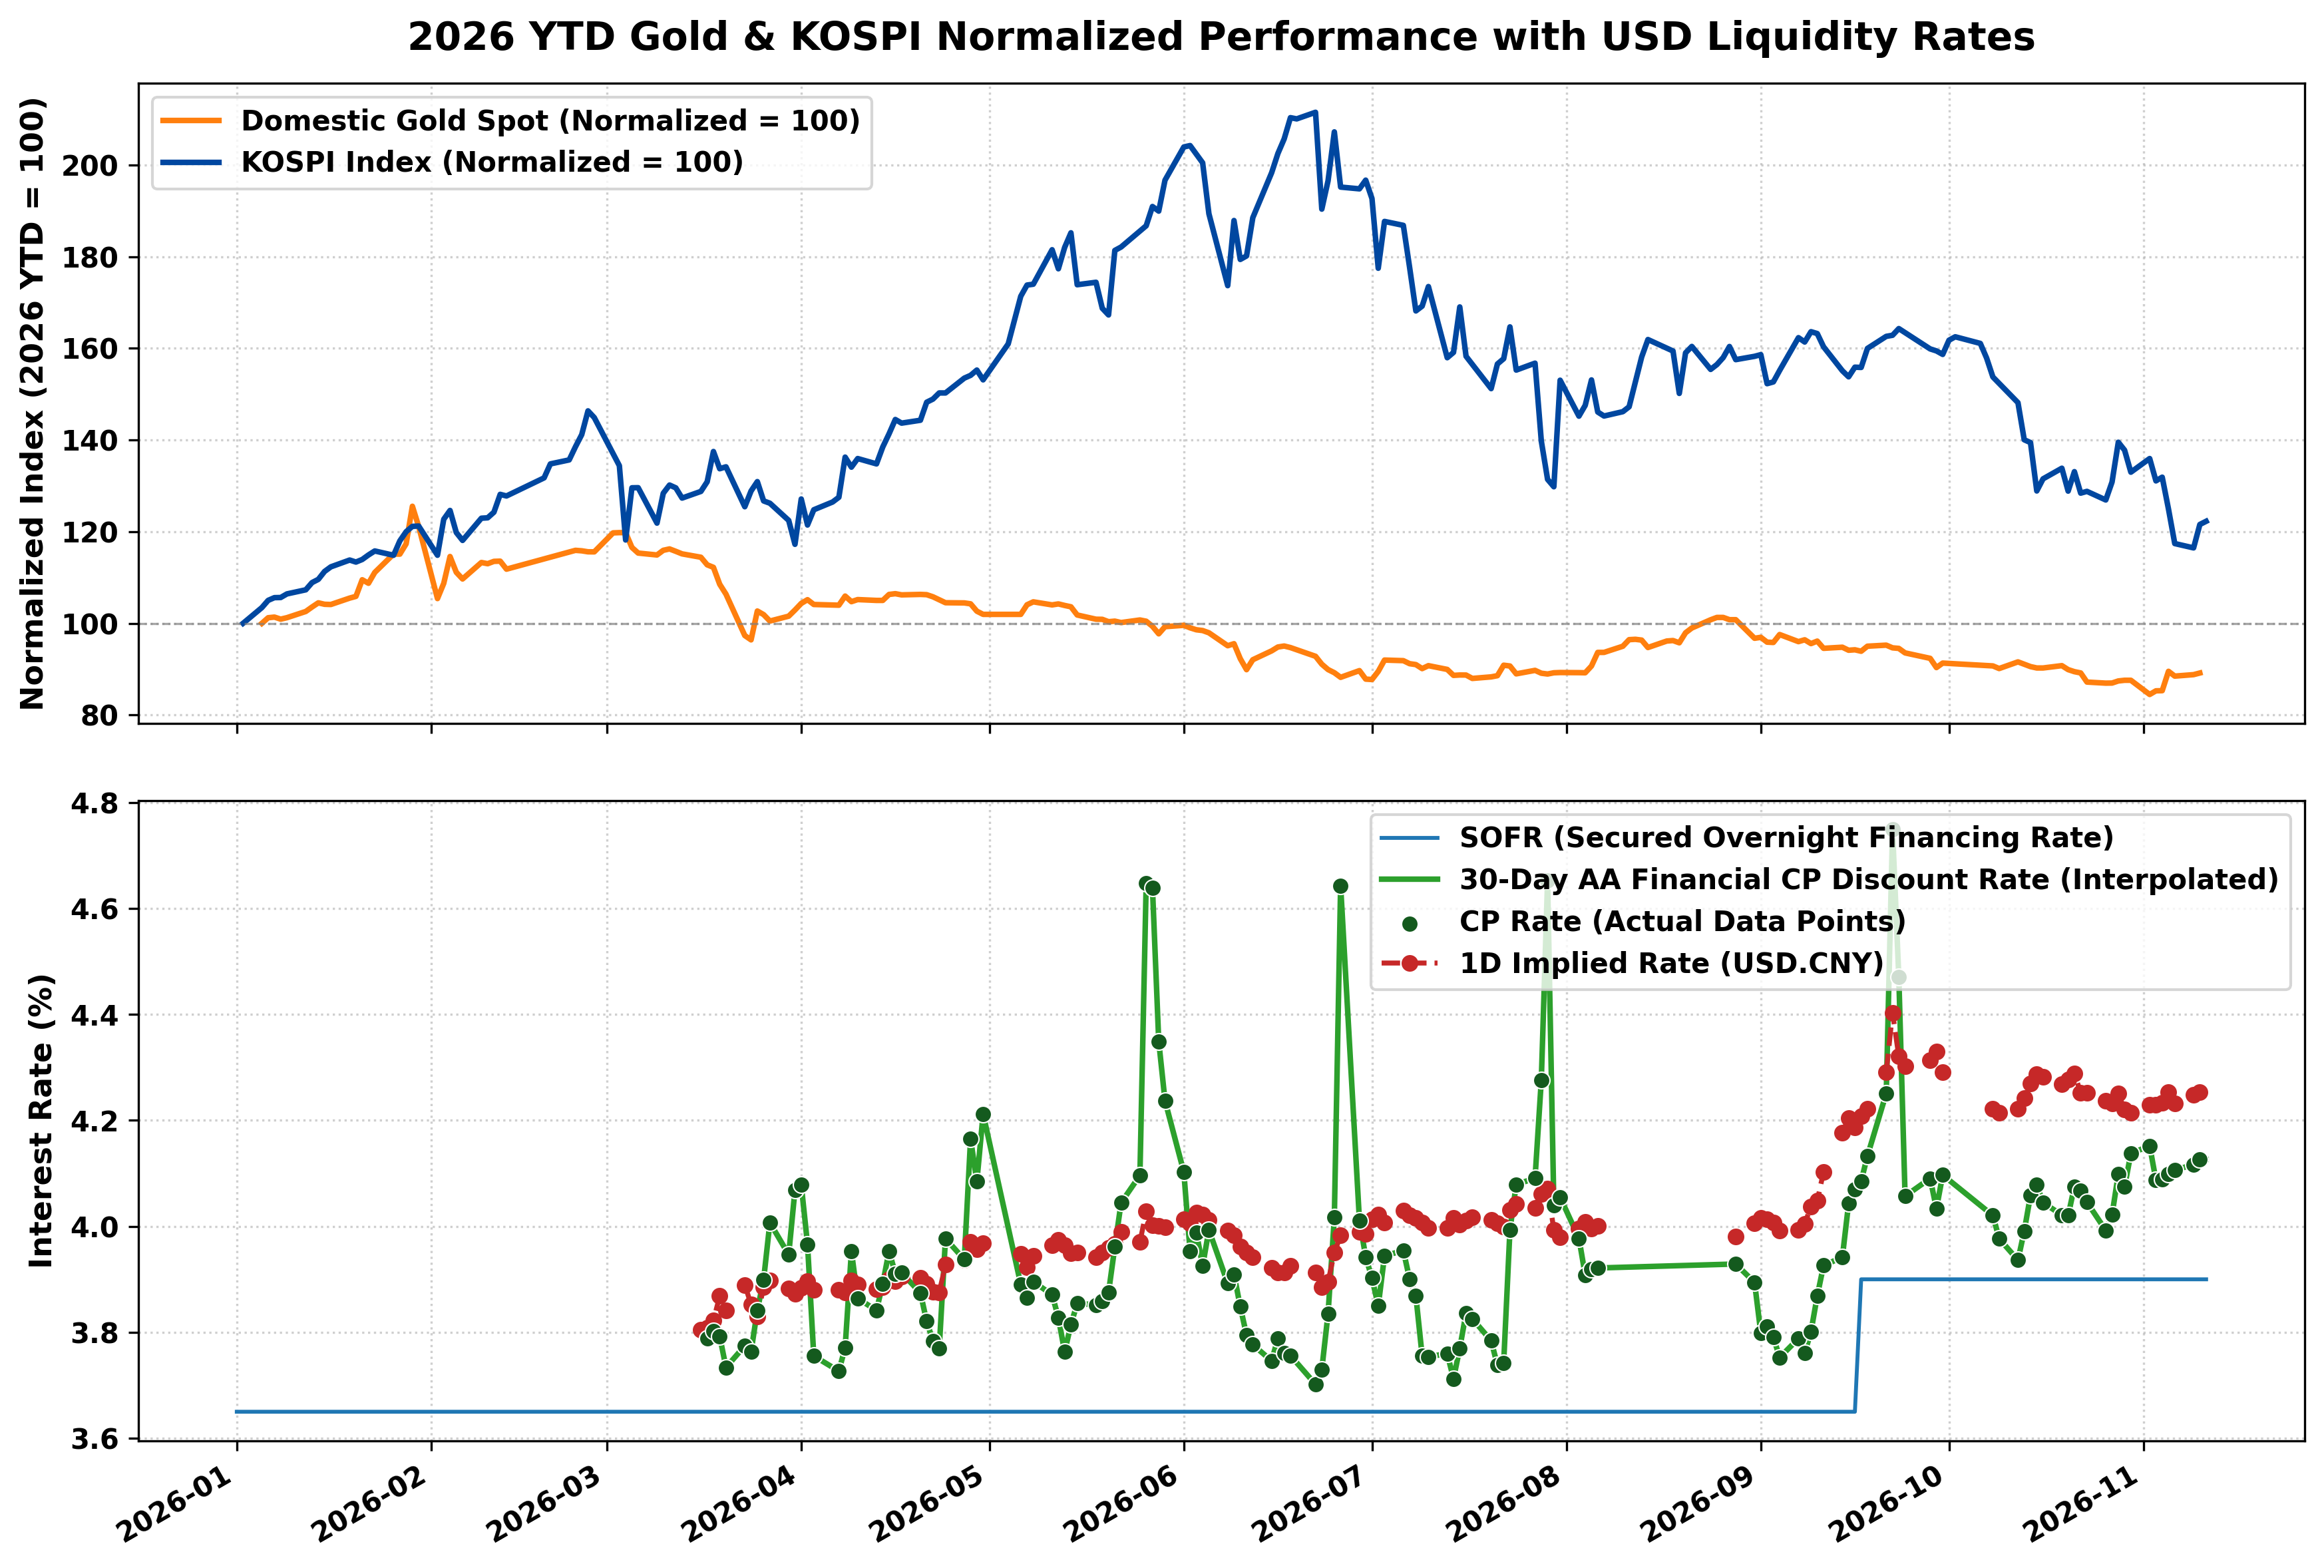 2026 YTD Gold & KOSPI Normalized Performance with USD Liquidity Rates
Normalized Index (2026 YTD = 100)
200
180
160
140
120
100
80
Domestic Gold Spot (Normalized = 100)
KOSPI Index (Normalized = 100)
Interest Rate (%)
4.8
4.6
4.4
4.2
4.0
3.8
3.6
SOFR (Secured Overnight Financing Rate)
30-Day AA Financial CP Discount Rate (Interpolated)
CP Rate (Actual Data Points)
1D Implied Rate (USD.CNY)
2026-01
2026-02
2026-03
2026-04
2026-05
2026-06
2026-07
2026-08
2026-09
2026-10
2026-11